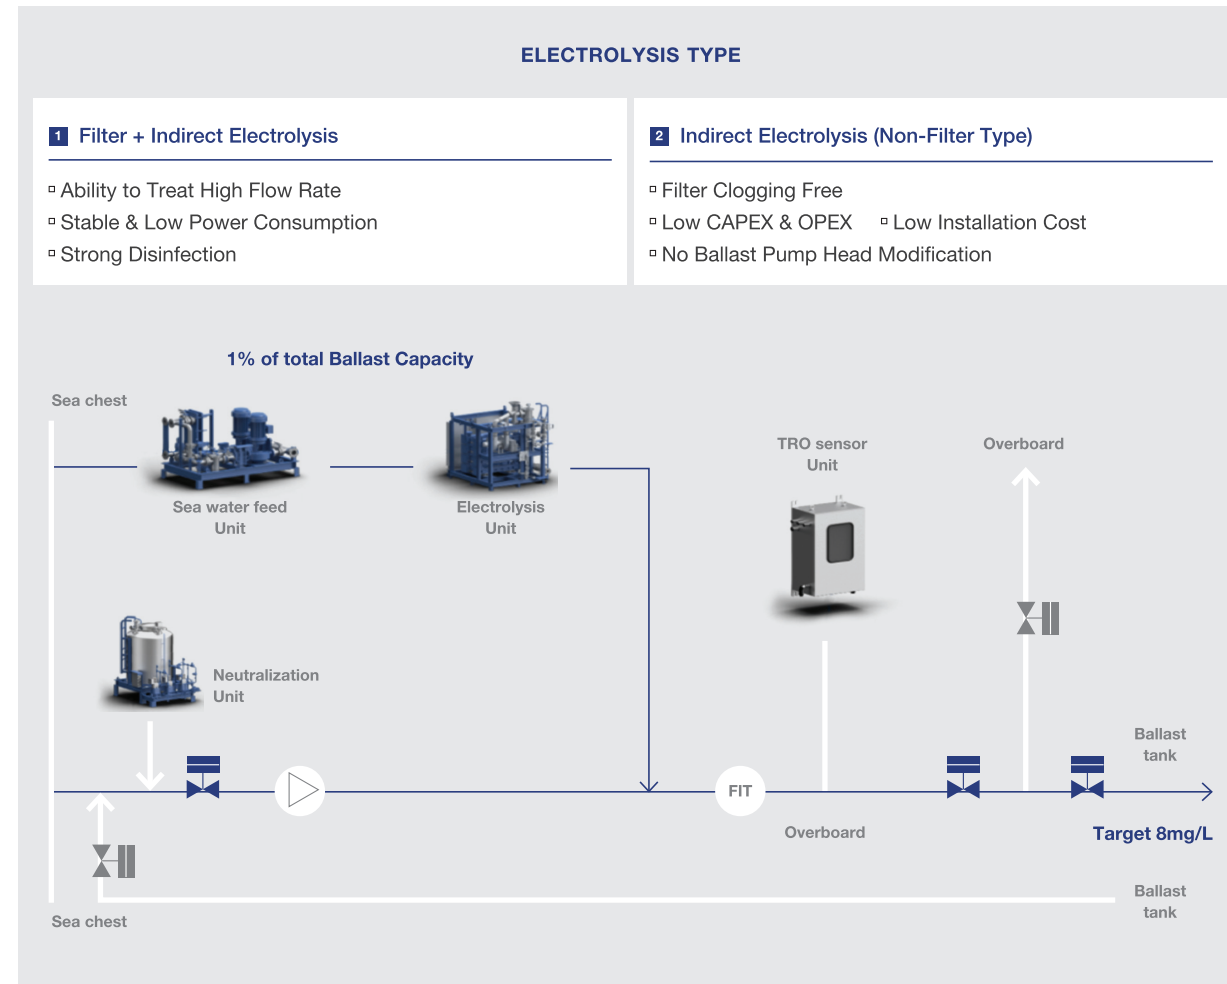 ELECTROLYSIS TYPE
1 Filter + Indirect Electrolysis
Ability to Treat High Flow Rate
Stable & Low Power Consumption
Strong Disinfection
2 Indirect Electrolysis (Non-Filter Type)
Filter Clogging Free
Low CAPEX & OPEX Low Installation Cost
No Ballast Pump Head Modification
1% of total Ballast Capacity
Sea chest
Sea water feed
Unit
Electrolysis
Unit
TRO sensor
Unit
Overboard
Neutralization
Unit
Ballast
tank
FIT
Overboard
Target 8mg/L
Ballast
tank
Sea chest